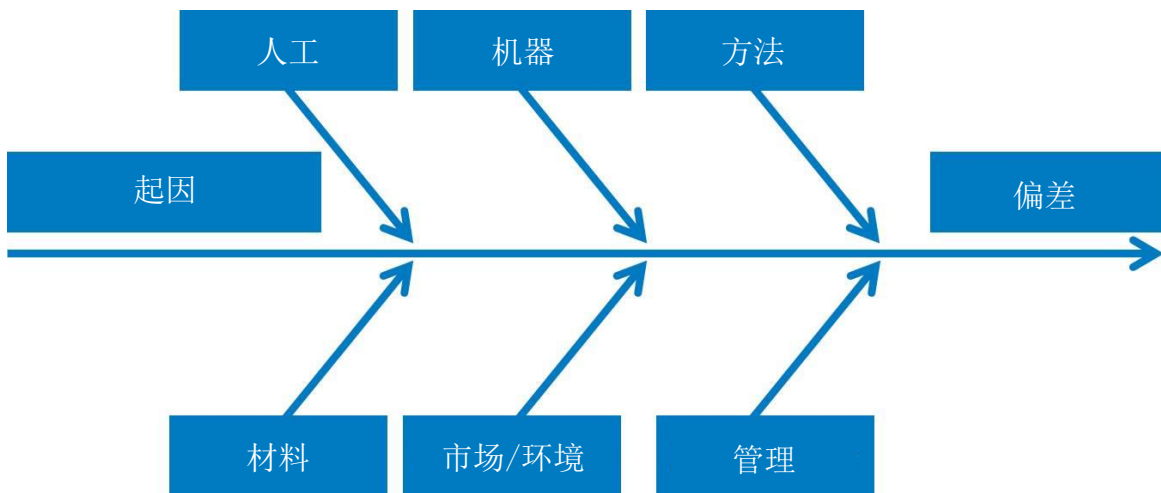 人工
机器
方法
起因
偏差
材料
市场/环境
管理